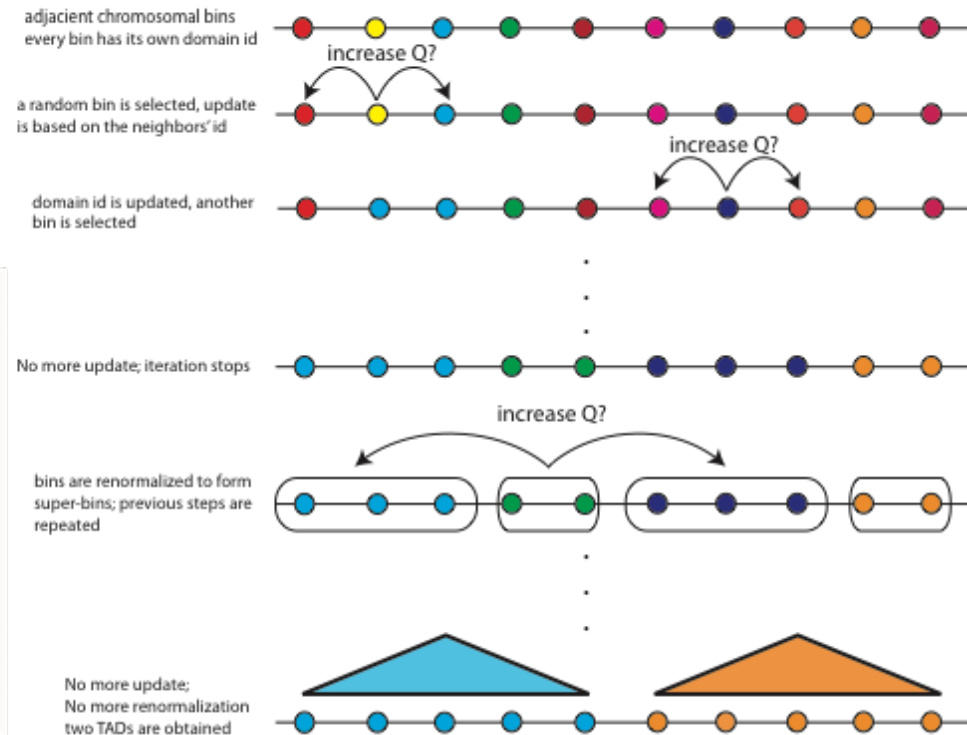 adjacient chromosomal bins
every bin has its own domain id
increase Q?
a random bin is selected, update
is based on the neighbors' id
increase Q?
domain id is updated, another
bin is selected
No more update; iteration stops
increase Q?
bins are renormalized to form
super-bins; previous steps are
repeated
No more update;
No more renormalization
two TADs are obtained